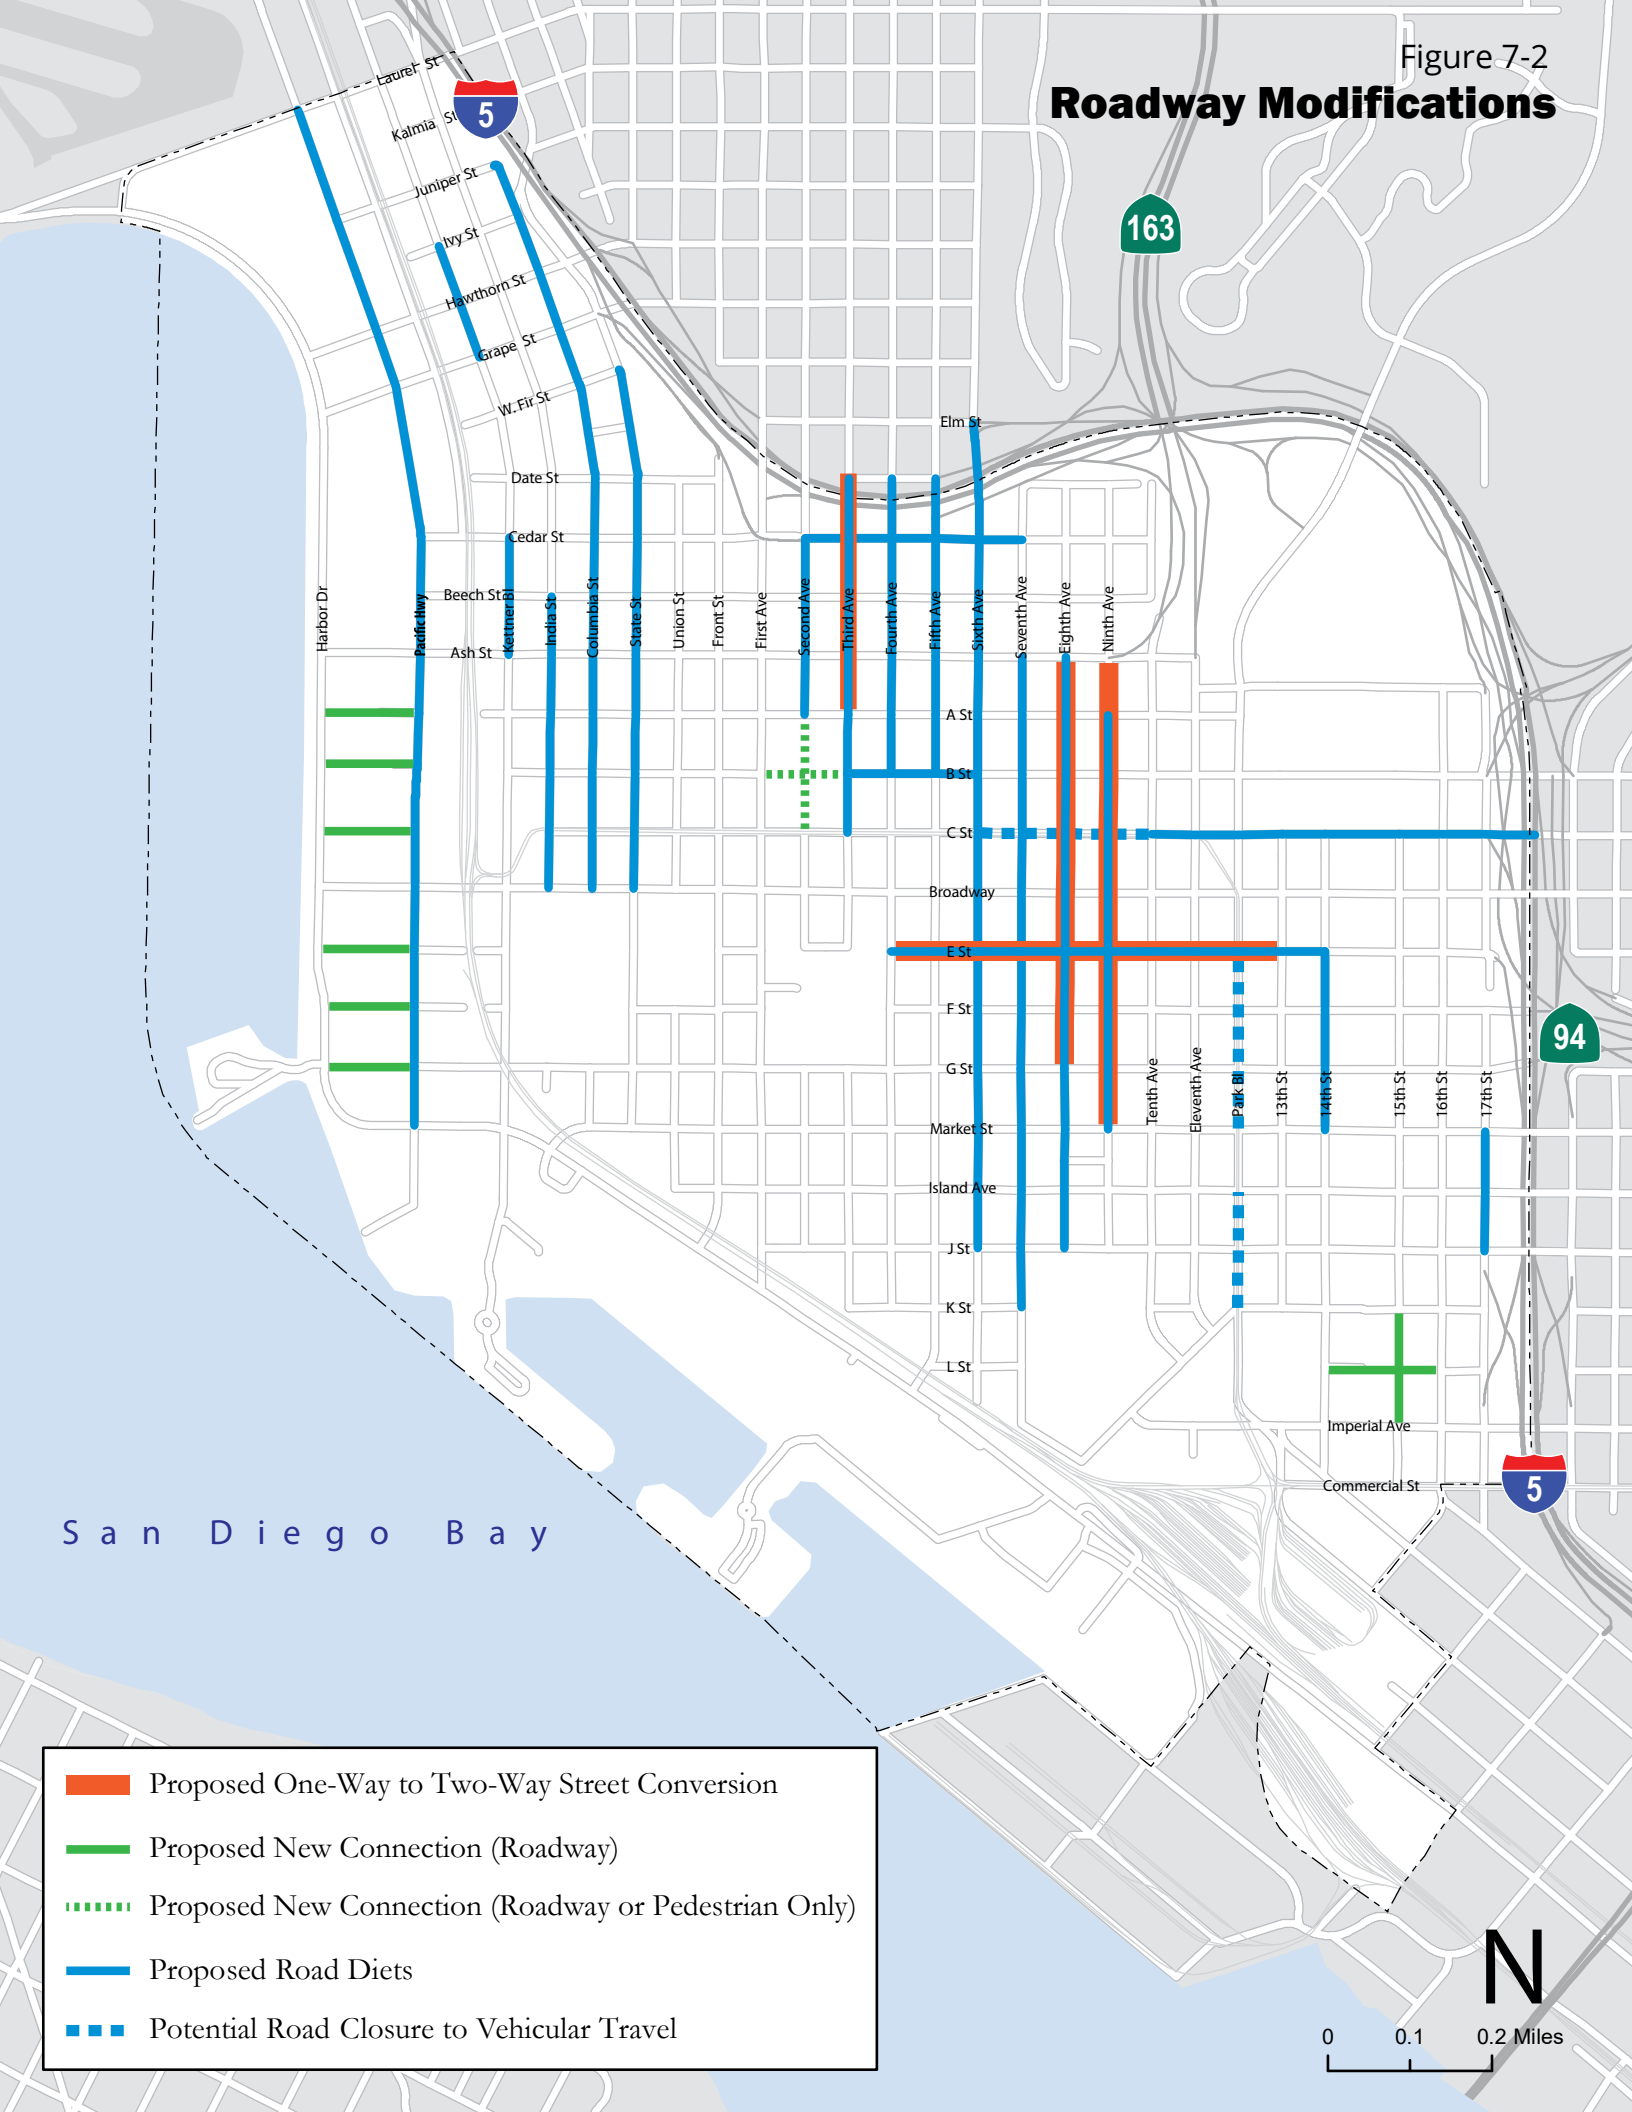 Figure 7-2
Roadway Modifications
Laurel St
Kalmia St
5
Juniper St
163
Ivy St
Hawthorn St
Grape St
W. Fir St
Elm St
Date St
Cedar St
Beech St
Ash St
Harbor Dr
Pacific Hwy
Kettner Bl
India St
Columbia St
State St
Union St
Front St
First Ave
Second Ave
Third Ave
Fourth Ave
Fifth Ave
Sixth Ave
Seventh Ave
Eighth Ave
Ninth Ave
A St
B St
C St
Broadway
E St
F St
94
G St
Tenth Ave
Eleventh Ave
Park Bl
13th St
14th St
15th St
16th St
17th St
Market St
Island Ave
J St
K St
L St
Imperial Ave
Commercial St
5
San Diego Bay
Proposed One-Way to Two-Way Street Conversion
Proposed New Connection (Roadway)
Proposed New Connection (Roadway or Pedestrian Only)
Proposed Road Diets
Potential Road Closure to Vehicular Travel
N
0 0.1 0.2 Miles